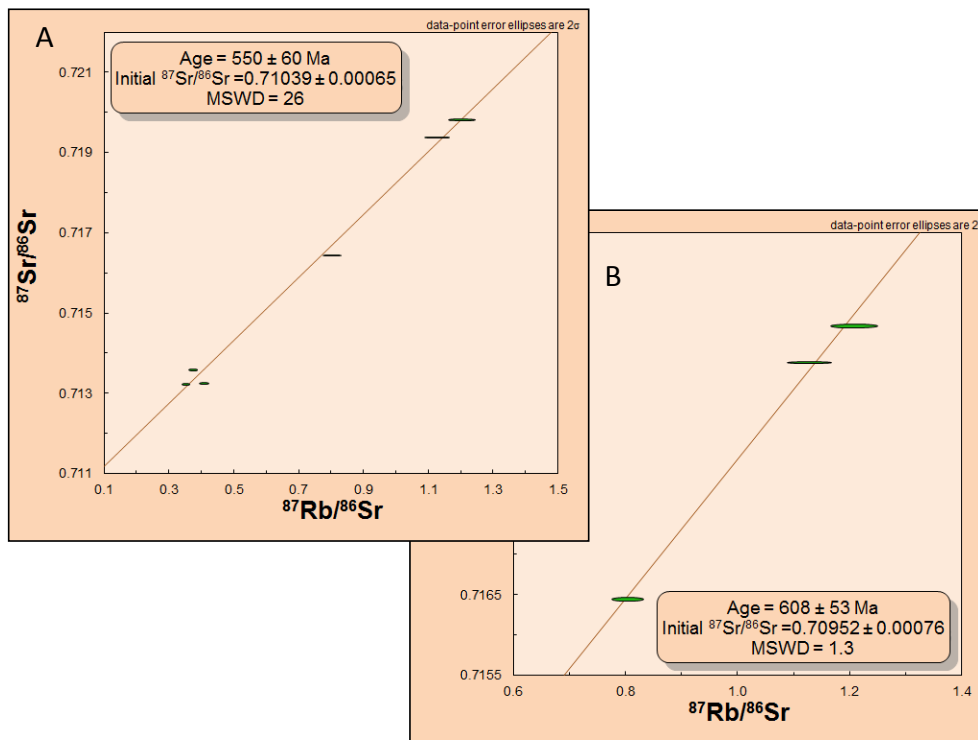 A
data-point error ellipses are 2σ
Age = 550 ± 60 Ma
Initial ⁸⁷Sr/⁸⁶Sr =0.71039 ± 0.00065
MSWD = 26
0.721
0.719
0.717
0.715
0.713
0.711
⁸⁷Sr/⁸⁶Sr
0.1 0.3 0.5 0.7 0.9 1.1 1.3 1.5
⁸⁷Rb/⁸⁶Sr
data-point error ellipses are 2
B
0.7165
0.7155
Age = 608 ± 53 Ma
Initial ⁸⁷Sr/⁸⁶Sr =0.70952 ± 0.00076
MSWD = 1.3
0.6 0.8 1.0 1.2 1.4
⁸⁷Rb/⁸⁶Sr